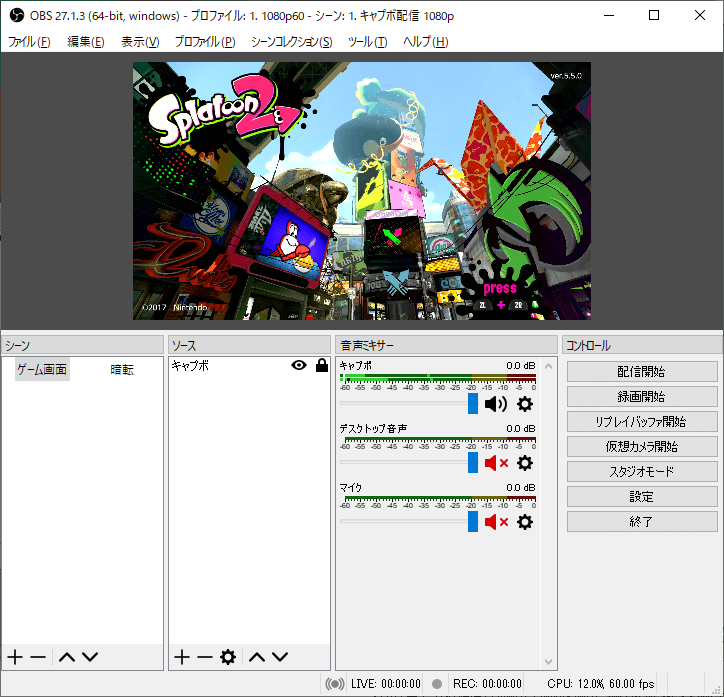 OBS 27.1.3 (64-bit, windows) - プロファイル: 1. 1080p60 - シーン: 1. キャプボ配信 1080p
ファイル(F) 編集(E) 表示(V) プロファイル(P) シーンコレクション(S) ツール(T) ヘルプ(H)
ver.5.5.0
Splatoon 2
press
ZL + ZR
©2017 Nintendo
シーン
ゲーム画面 暗転
ソース
キャプボ
音声ミキサー
キャプボ 0.0 dB
-60 -55 -50 -45 -40 -35 -30 -25 -20 -15 -10 -5 0
デスクトップ音声 0.0 dB
-60 -55 -50 -45 -40 -35 -30 -25 -20 -15 -10 -5 0
マイク 0.0 dB
-60 -55 -50 -45 -40 -35 -30 -25 -20 -15 -10 -5 0
コントロール
配信開始
録画開始
リプレイバッファ開始
仮想カメラ開始
スタジオモード
設定
終了
LIVE: 00:00:00 REC: 00:00:00 CPU: 12.0%, 60.00 fps